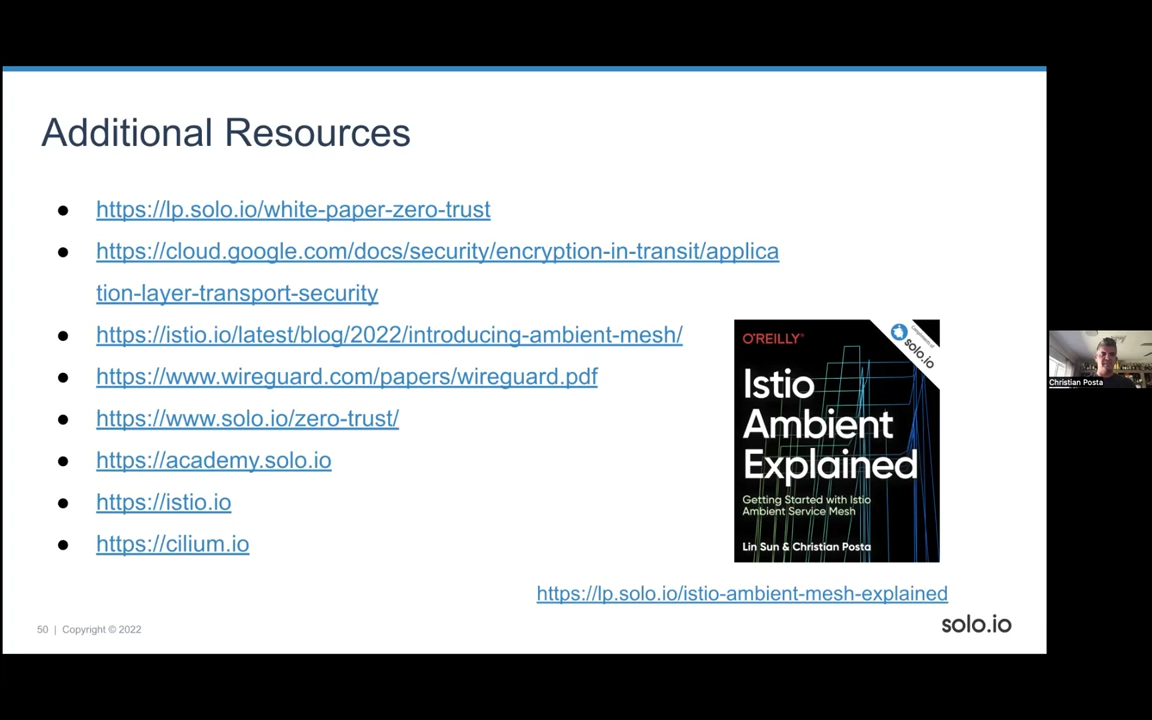 Additional Resources
● https://lp.solo.io/white-paper-zero-trust
● https://cloud.google.com/docs/security/encryption-in-transit/applica
tion-layer-transport-security
● https://istio.io/latest/blog/2022/introducing-ambient-mesh/
● https://www.wireguard.com/papers/wireguard.pdf
● https://www.solo.io/zero-trust/
● https://academy.solo.io
● https://istio.io
● https://cilium.io
O'REILLY®
solo.io
Istio
Ambient
Explained
Getting Started with Istio
Ambient Service Mesh
Lin Sun & Christian Posta
https://lp.solo.io/istio-ambient-mesh-explained
50 | Copyright © 2022
solo.io
Christian Posta